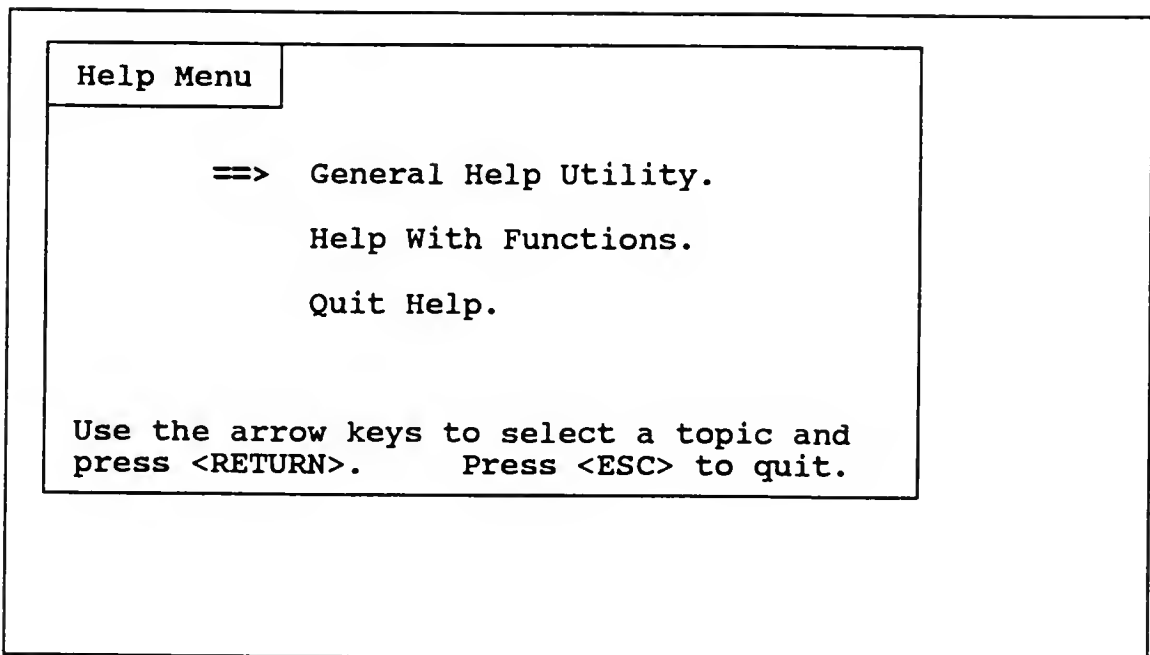 Help Menu
==> General Help Utility.
Help With Functions.
Quit Help.
Use the arrow keys to select a topic and
press <RETURN>. Press <ESC> to quit.